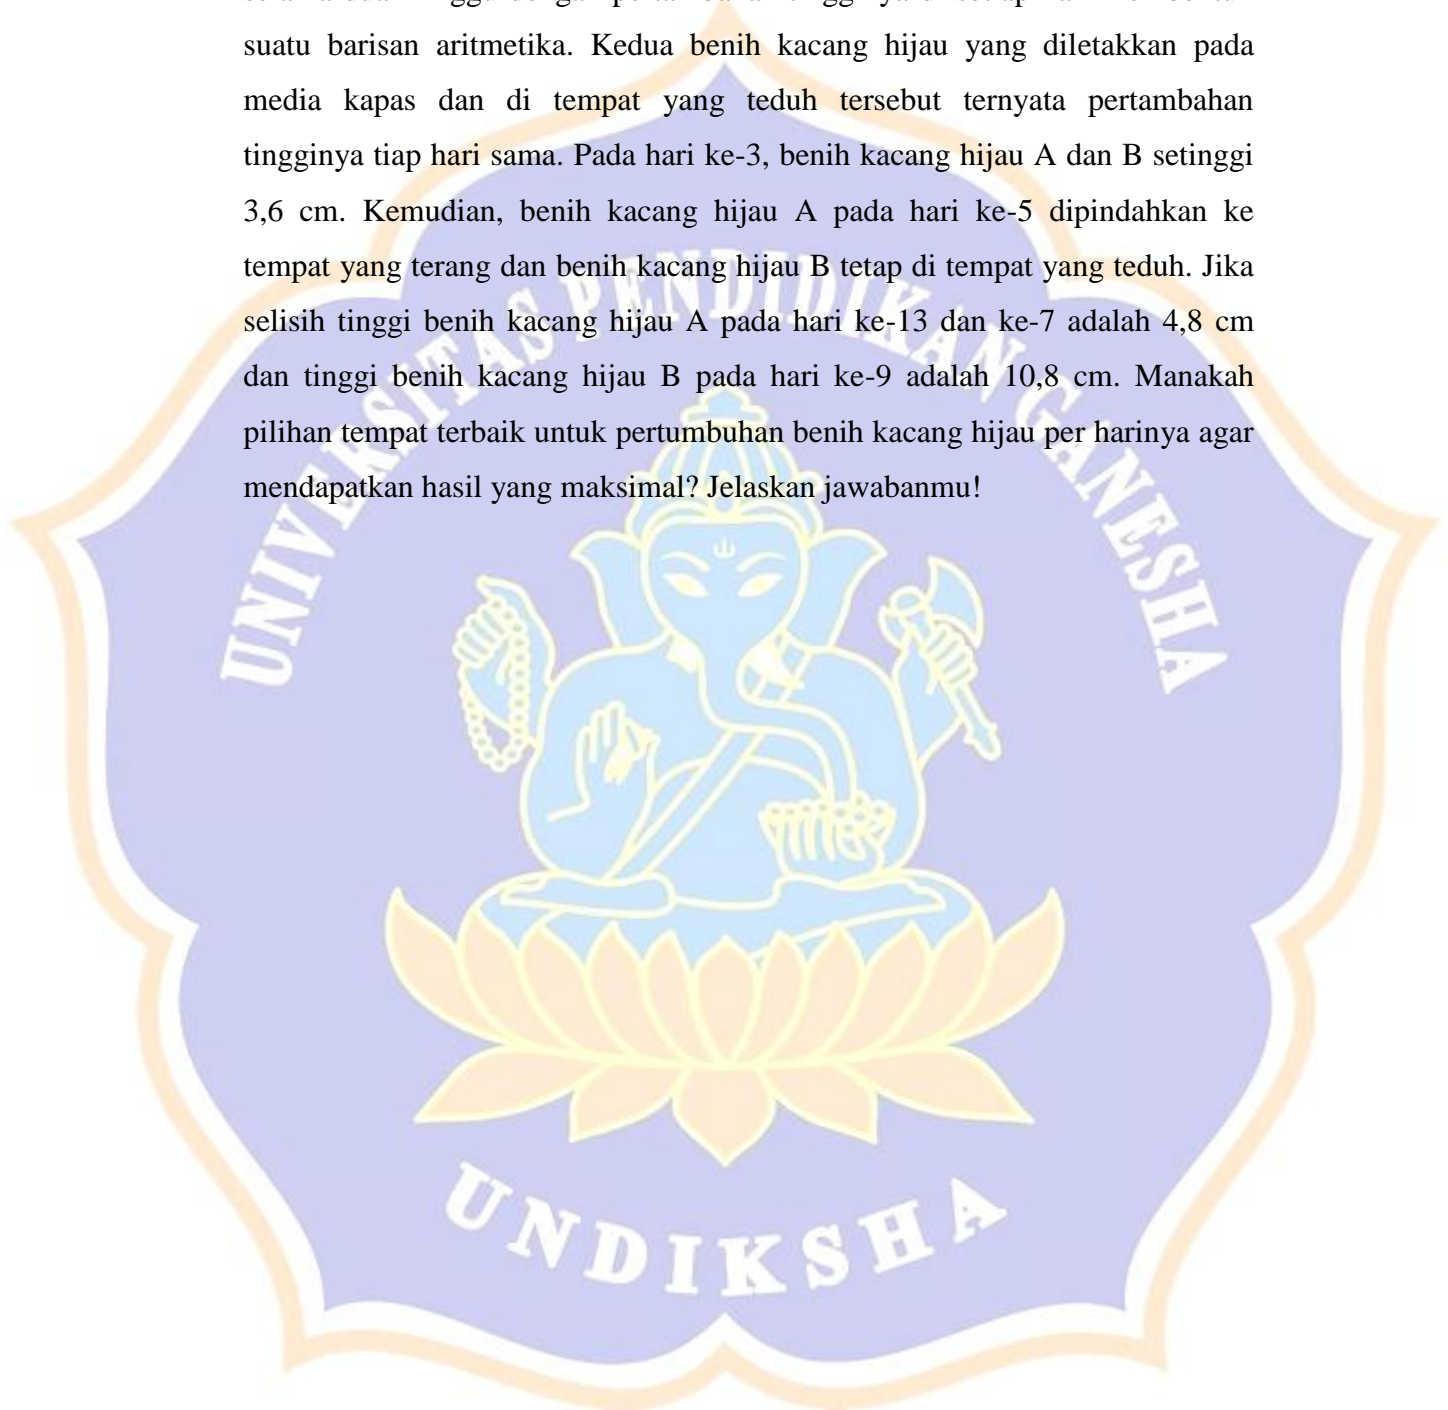 suatu barisan aritmetika. Kedua benih kacang hijau yang diletakkan pada
media kapas dan di tempat yang teduh tersebut ternyata pertambahan
tingginya tiap hari sama. Pada hari ke-3, benih kacang hijau A dan B setinggi
3,6 cm. Kemudian, benih kacang hijau A pada hari ke-5 dipindahkan ke
tempat yang terang dan benih kacang hijau B tetap di tempat yang teduh. Jika
selisih tinggi benih kacang hijau A pada hari ke-13 dan ke-7 adalah 4,8 cm
dan tinggi benih kacang hijau B pada hari ke-9 adalah 10,8 cm. Manakah
pilihan tempat terbaik untuk pertumbuhan benih kacang hijau per harinya agar
mendapatkan hasil yang maksimal? Jelaskan jawabanmu!
UNIVERSITAS PENDIDIKAN GANESHA
UNDIKSHA